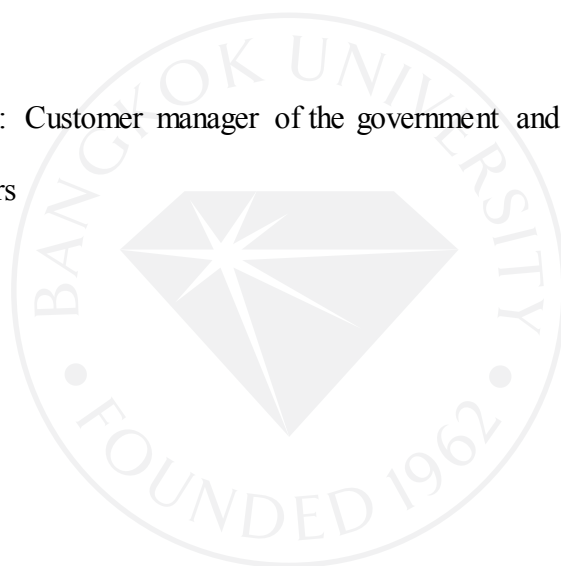 : Customer manager of the government and
rs
BANGKOK UNIVERSITY
• FOUNDED 1962 •